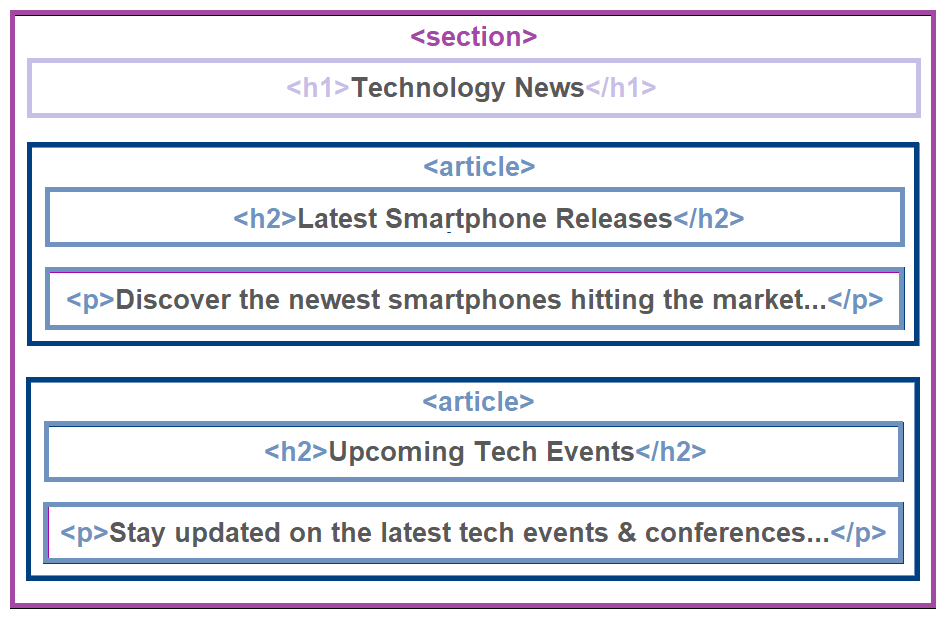 <section>
<h1>Technology News</h1>
<article>
<h2>Latest Smartphone Releases</h2>
<p>Discover the newest smartphones hitting the market...</p>
<article>
<h2>Upcoming Tech Events</h2>
<p>Stay updated on the latest tech events & conferences...</p>